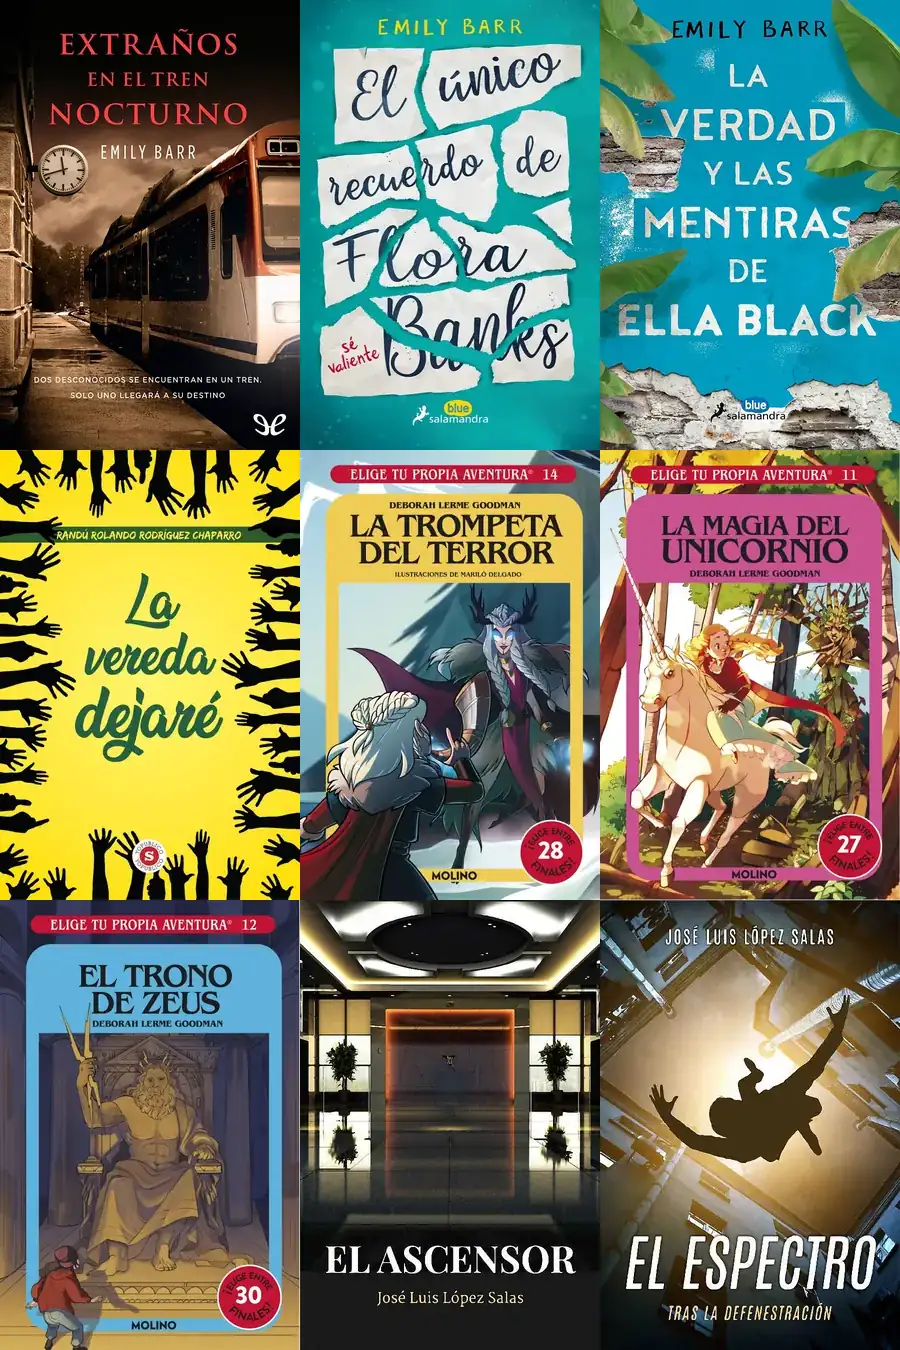 EXTRAÑOS
EN EL TREN
NOCTURNO
EMILY BARR
DOS DESCONOCIDOS SE ENCUENTRAN EN UN TREN.
SOLO UNO LLEGARÁ A SU DESTINO
EMILY BARR
El único
recuerdo de
Flora
Banks
sé
valiente
blue
salamandra
EMILY BARR
LA
VERDAD
Y LAS
MENTIRAS
DE
ELLA BLACK
blue
salamandra
RANDÚ ROLANDO RODRÍGUEZ CHAPARRO
La
vereda
dejaré
S
ELIGE TU PROPIA AVENTURA® 14
DEBORAH LERME GOODMAN
LA TROMPETA
DEL TERROR
ILUSTRACIONES DE MARILÓ DELGADO
¡ELIGE ENTRE
28
FINALES!
MOLINO
ELIGE TU PROPIA AVENTURA® 11
LA MAGIA DEL
UNICORNIO
DEBORAH LERME GOODMAN
¡ELIGE ENTRE
27
FINALES!
MOLINO
ELIGE TU PROPIA AVENTURA® 12
EL TRONO
DE ZEUS
DEBORAH LERME GOODMAN
¡ELIGE ENTRE
30
FINALES!
MOLINO
EL ASCENSOR
José Luis López Salas
JOSÉ LUIS LÓPEZ SALAS
EL ESPECTRO
TRAS LA DEFENESTRACIÓN